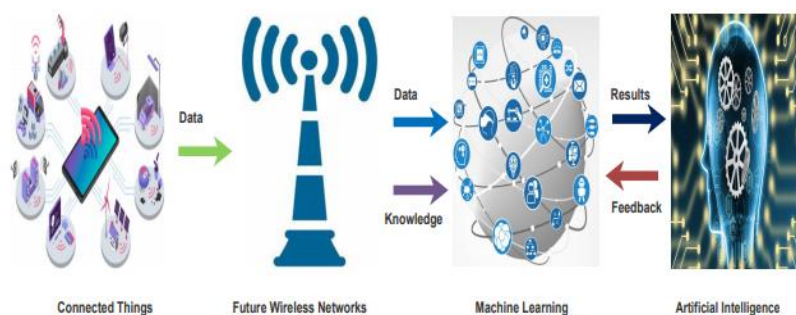 Data
Data
Results
Knowledge
Feedback
Connected Things
Future Wireless Networks
Machine Learning
Artificial Intelligence